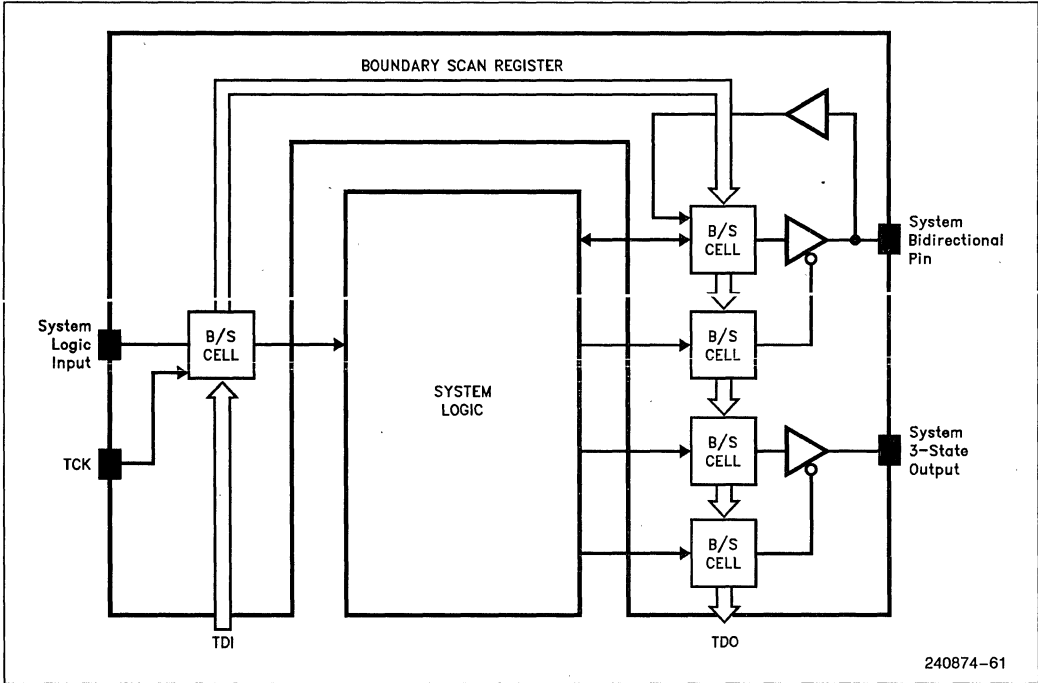 BOUNDARY SCAN REGISTER
B/S
CELL
System
Bidirectional
Pin
System
Logic
Input
B/S
CELL
B/S
CELL
SYSTEM
LOGIC
B/S
CELL
System
3-State
Output
TCK
B/S
CELL
TDI
TDO
240874-61